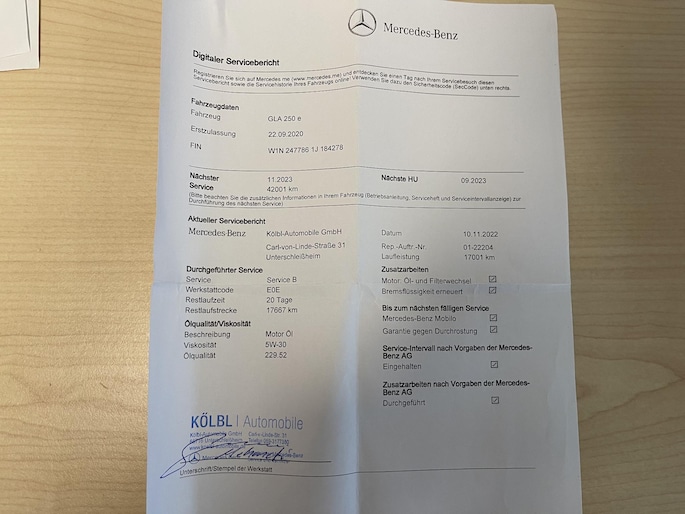 Mercedes-Benz
Digitaler Servicebericht
Registrieren Sie sich auf Mercedes me (www.mercedes.me) und entdecken Sie einen Tag nach Ihrem Servicebesuch diesen
Servicebericht sowie die Servicehistorie Ihres Fahrzeugs online! Verwenden Sie dazu den Sicherheitscode (SecCode) unten rechts.
Fahrzeugdaten
Fahrzeug GLA 250 e
Erstzulassung 22.09.2020
FIN W1N 247786 1J 184278
Nächster 11.2023 Nächste HU 09.2023
Service 42001 km
(Bitte beachten Sie die zusätzlichen Informationen in Ihrem Fahrzeug (Betriebsanleitung, Serviceheft und Serviceintervallanzeige) zur
Durchführung des nächsten Service)
Aktueller Servicebericht
Mercedes-Benz Kölbl-Automobile GmbH Datum 10.11.2022
Carl-von-Linde-Straße 31 Rep.-Auftr.-Nr. 01-22204
Unterschleißheim Laufleistung 17001 km
Durchgeführter Service Zusatzarbeiten
Service Service B Motor: Öl- und Filterwechsel
Werkstattcode E0E Bremsflüssigkeit erneuert
Restlaufzeit 20 Tage
Restlaufstrecke 17667 km Bis zum nächsten fälligen Service
Ölqualität/Viskosität Mercedes-Benz Mobilo
Beschreibung Motor Öl Garantie gegen Durchrostung
Viskosität 5W-30
Ölqualität 229.52 Service-Intervall nach Vorgaben der Mercedes-
Benz AG
Eingehalten
Zusatzarbeiten nach Vorgaben der Mercedes-
Benz AG
Durchgeführt
KÖLBL | Automobile
Kölbl-Automobile GmbH Carl-v.-Linde-Str. 31
Unterschrift/Stempel der Werkstatt